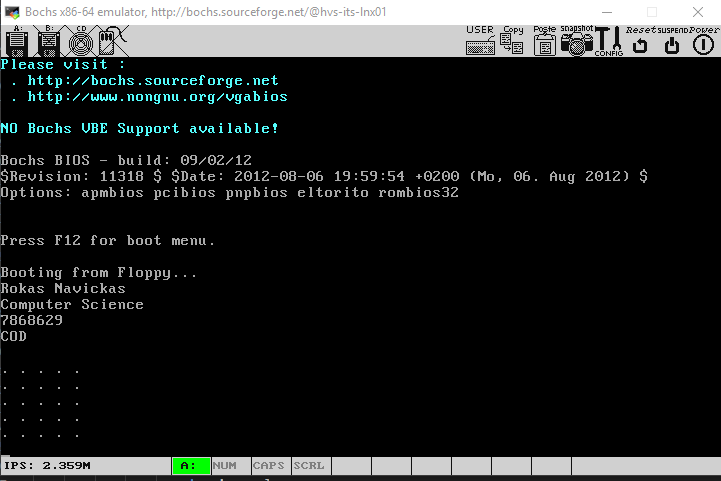 Bochs x86-64 emulator, http://bochs.sourceforge.net/@hvs-its-lnx01
A: B: CD USER Copy Paste snapshot CONFIG Reset SUSPEND Power
Please visit :
. http://bochs.sourceforge.net
. http://www.nongnu.org/vgabios
NO Bochs VBE Support available!
Bochs BIOS - build: 09/02/12
$Revision: 11318 $ $Date: 2012-08-06 19:59:54 +0200 (Mo, 06. Aug 2012) $
Options: apmbios pcibios pnpbios eltorito rombios32
Press F12 for boot menu.
Booting from Floppy...
Rokas Navickas
Computer Science
7868629
COD
. . . . .
. . . . .
. . . . .
. . . . .
. . . . .
IPS: 2.359M A: NUM CAPS SCRL